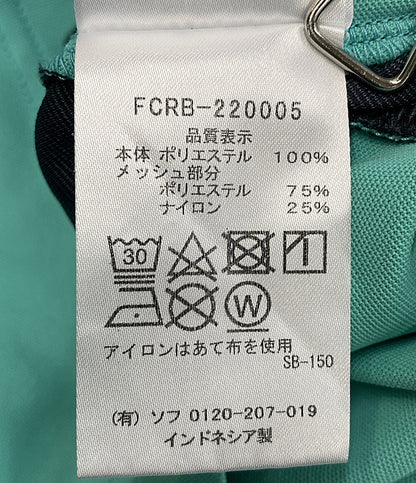 FCRB-220005
品質表示
本体 ポリエステル 100%
メッシュ部分
ポリエステル 75%
ナイロン 25%
30
W
アイロンはあて布を使用
SB-150
(有) ソフ 0120-207-019
インドネシア製